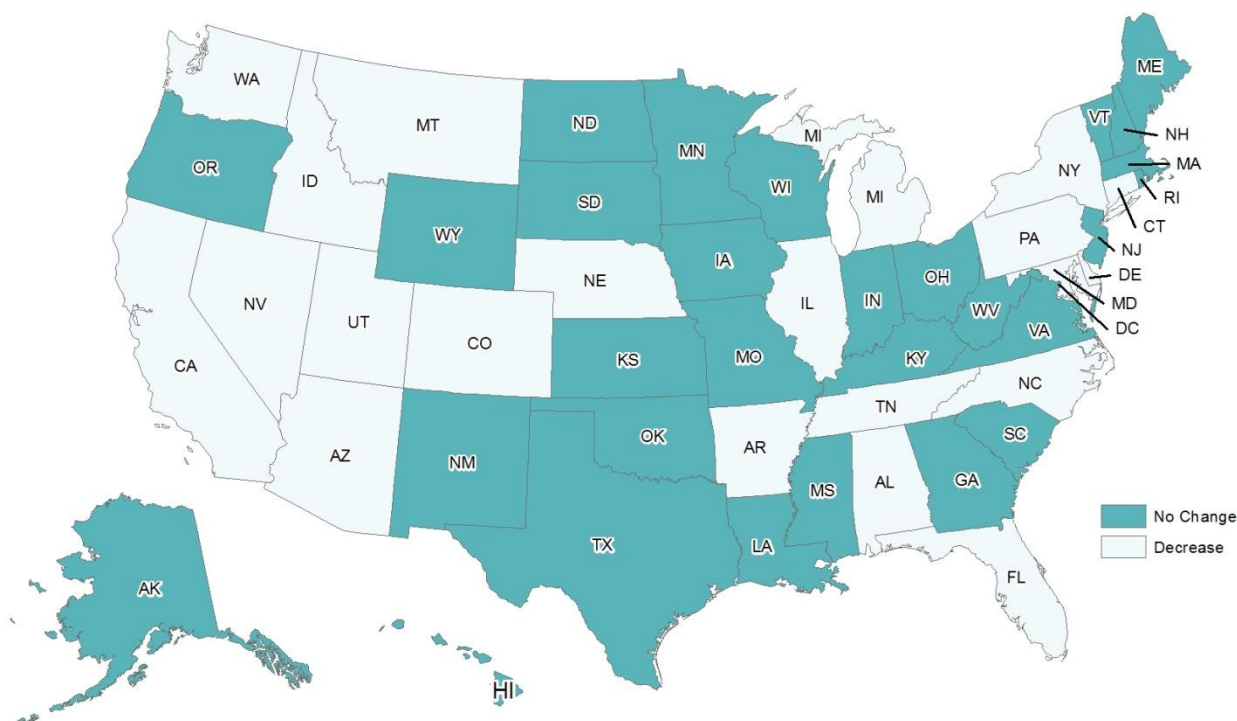 WA
MT
ND
MN
ME
VT
NH
MA
RI
CT
NY
MI
MI
WI
OR
ID
SD
WY
IA
PA
NJ
DE
MD
DC
NE
NV
UT
CO
IL
IN
OH
WV
VA
KY
KS
MO
CA
NC
TN
AZ
NM
OK
AR
SC
GA
MS
AL
LA
TX
FL
AK
HI
No Change
Decrease